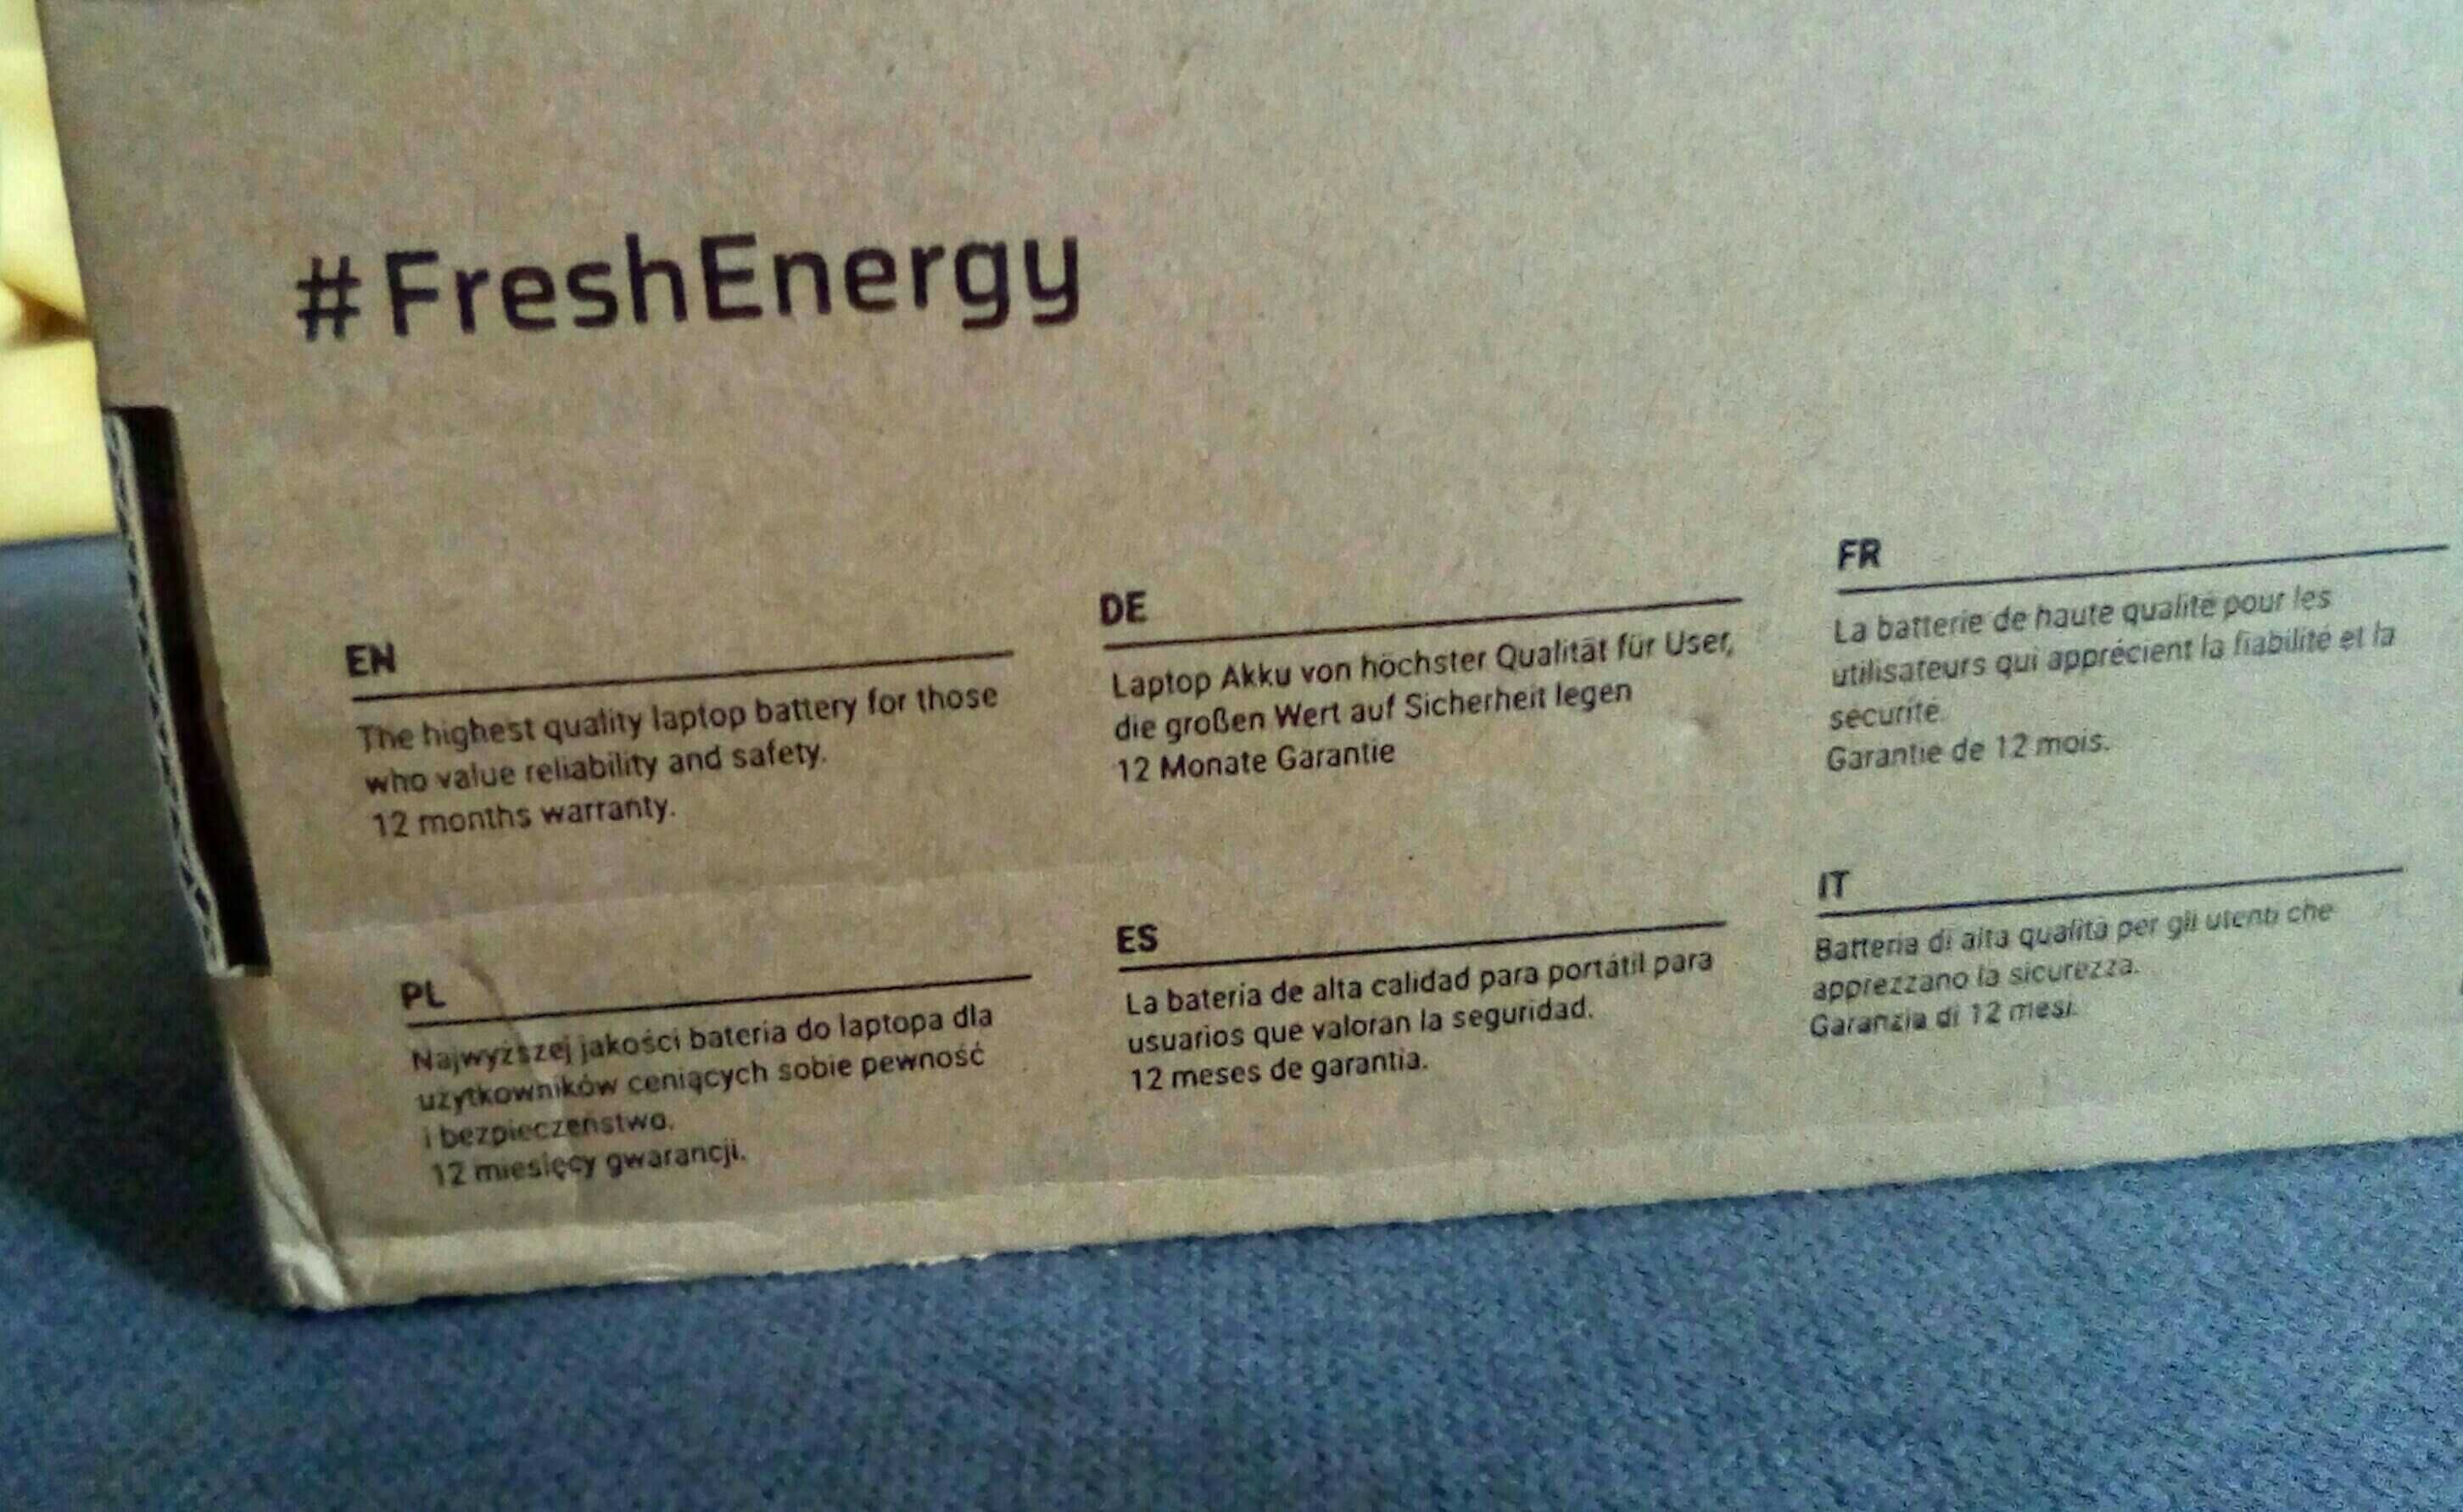 #FreshEnergy
EN
The highest quality laptop battery for those
who value reliability and safety.
12 months warranty.
DE
Laptop Akku von höchster Qualität für User,
die großen Wert auf Sicherheit legen
12 Monate Garantie
FR
La batterie de haute qualité pour les
utilisateurs qui apprécient la fiabilité et la
sécurité.
Garantie de 12 mois.
PL
Najwyższej jakości bateria do laptopa dla
użytkowników ceniących sobie pewność
i bezpieczeństwo.
12 miesięcy gwarancji.
ES
La batería de alta calidad para portátil para
usuarios que valoran la seguridad.
12 meses de garantía.
IT
Batteria di alta qualità per gli utenti che
apprezzano la sicurezza.
Garanzia di 12 mesi.